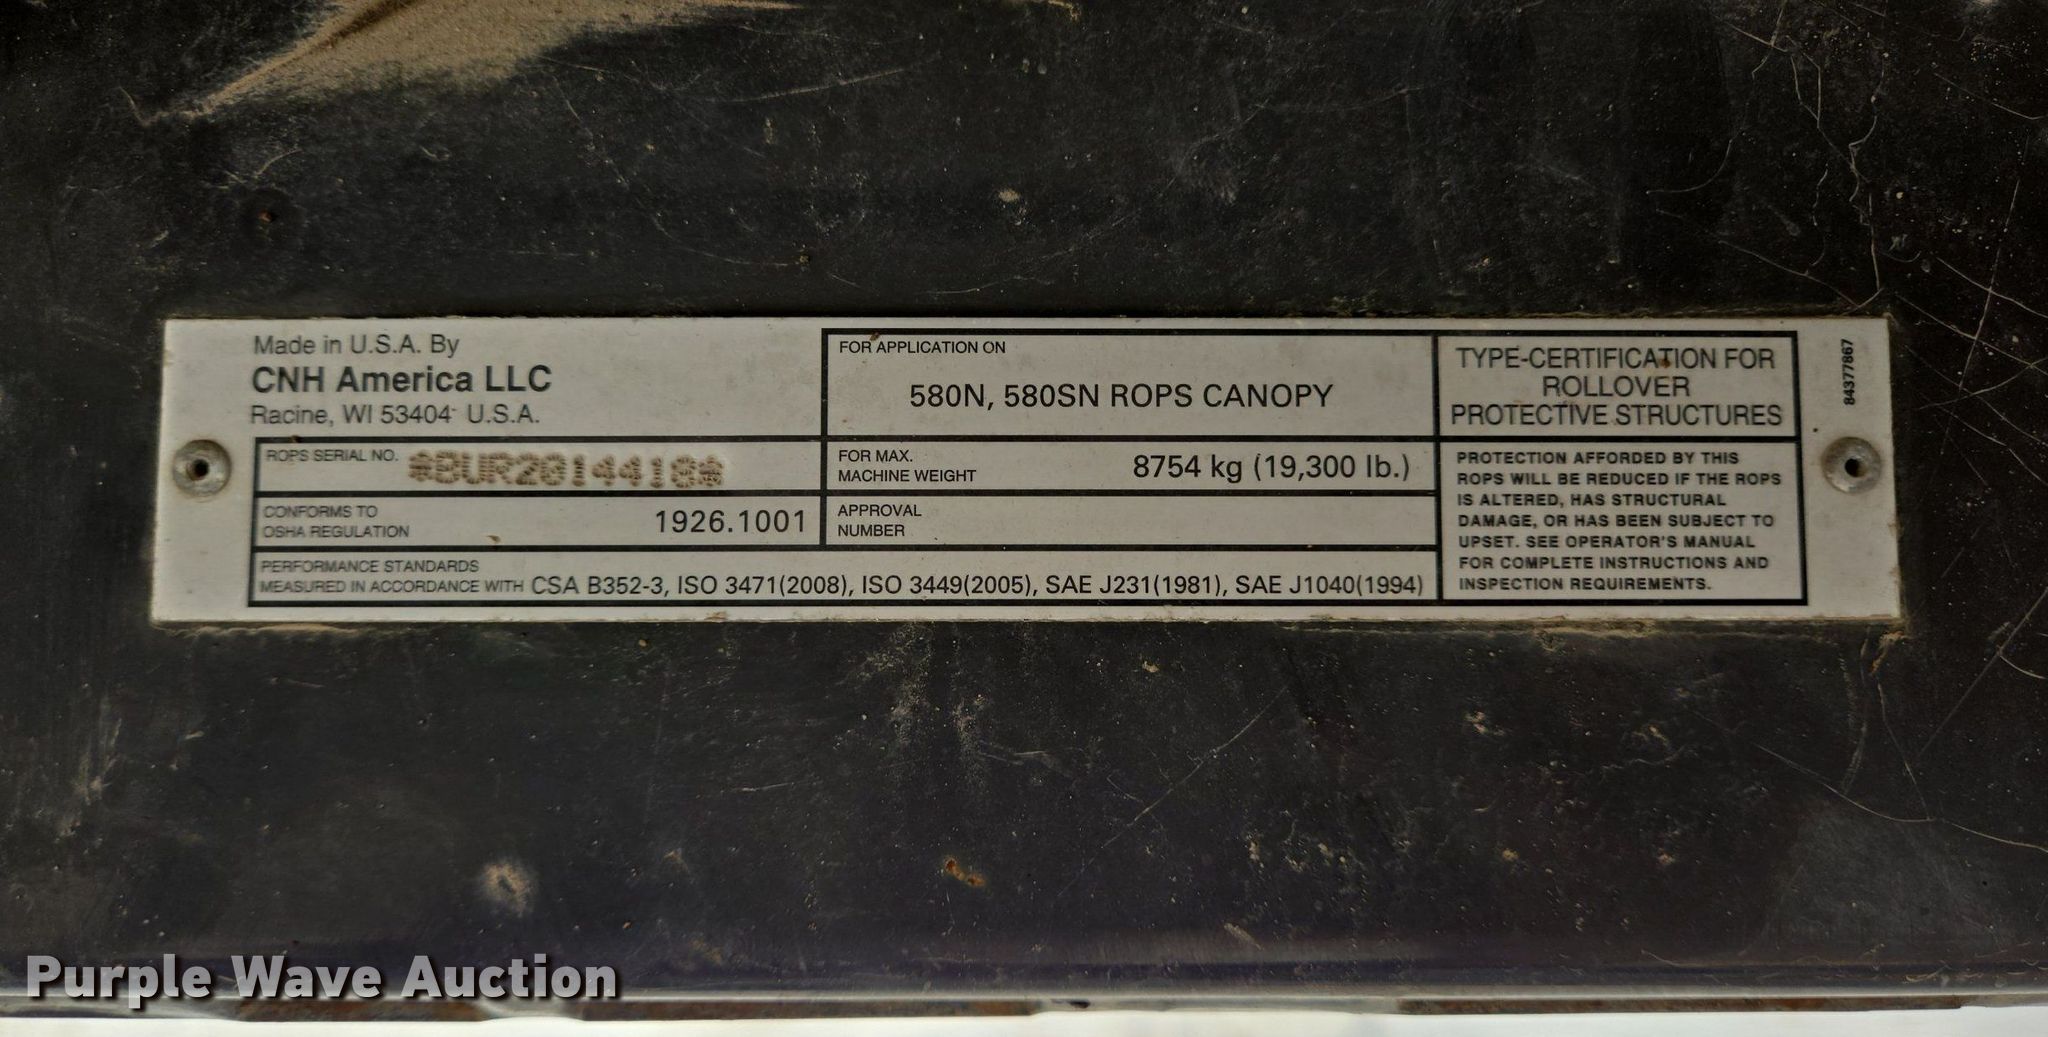 Made in U.S.A. By
CNH America LLC
Racine, WI 53404 U.S.A.
ROPS SERIAL NO. *BUR2014418*
CONFORMS TO
OSHA REGULATION 1926.1001
PERFORMANCE STANDARDS
MEASURED IN ACCORDANCE WITH CSA B352-3, ISO 3471(2008), ISO 3449(2005), SAE J231(1981), SAE J1040(1994)
FOR APPLICATION ON
580N, 580SN ROPS CANOPY
FOR MAX.
MACHINE WEIGHT 8754 kg (19,300 lb.)
APPROVAL
NUMBER
TYPE-CERTIFICATION FOR
ROLLOVER
PROTECTIVE STRUCTURES
PROTECTION AFFORDED BY THIS
ROPS WILL BE REDUCED IF THE ROPS
IS ALTERED, HAS STRUCTURAL
DAMAGE, OR HAS BEEN SUBJECT TO
UPSET. SEE OPERATOR'S MANUAL
FOR COMPLETE INSTRUCTIONS AND
INSPECTION REQUIREMENTS.
84377867
Purple Wave Auction